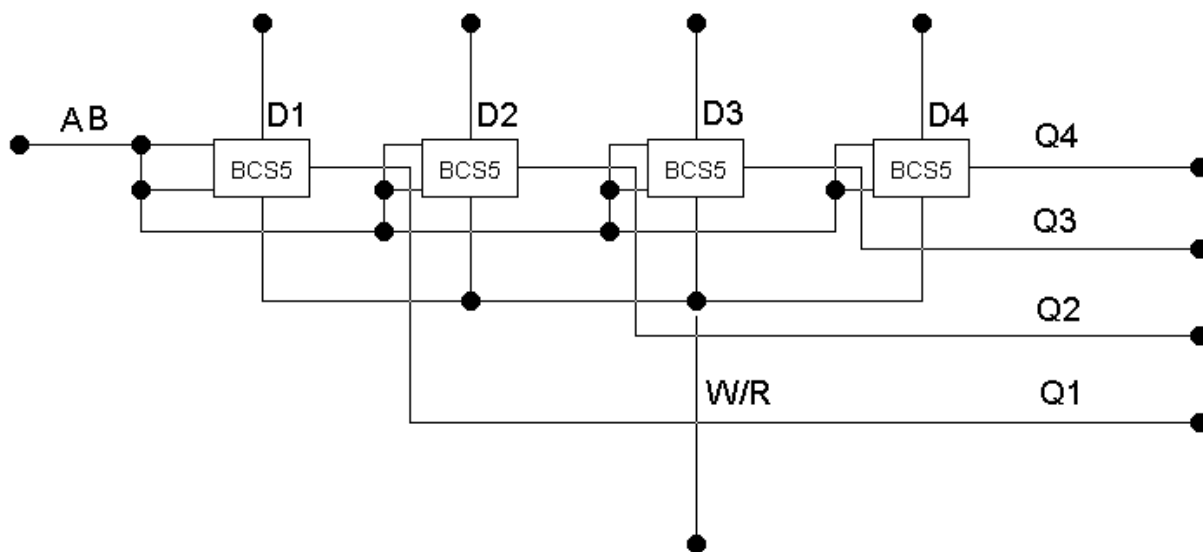 AB D1 D2 D3 D4
BCS5 BCS5 BCS5 BCS5
Q4
Q3
Q2
W/R Q1